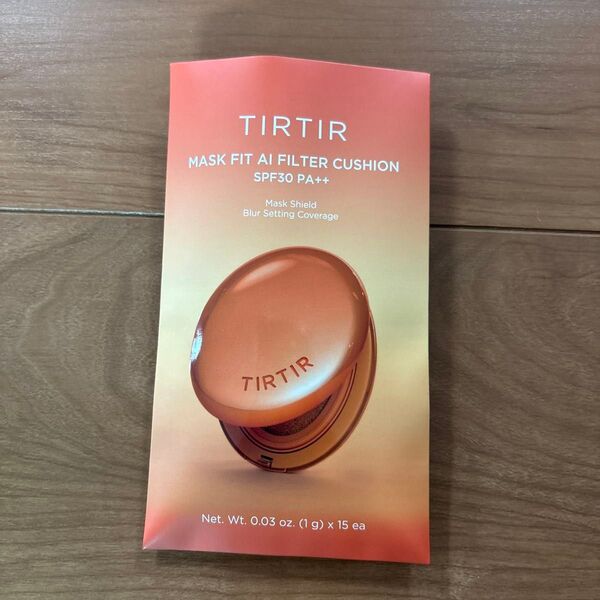 TIRTIR
MASK FIT AI FILTER CUSHION
SPF30 PA++
Mask Shield
Blur Setting Coverage
TIRTIR
Net. Wt. 0.03 oz. (1 g) x 15 ea